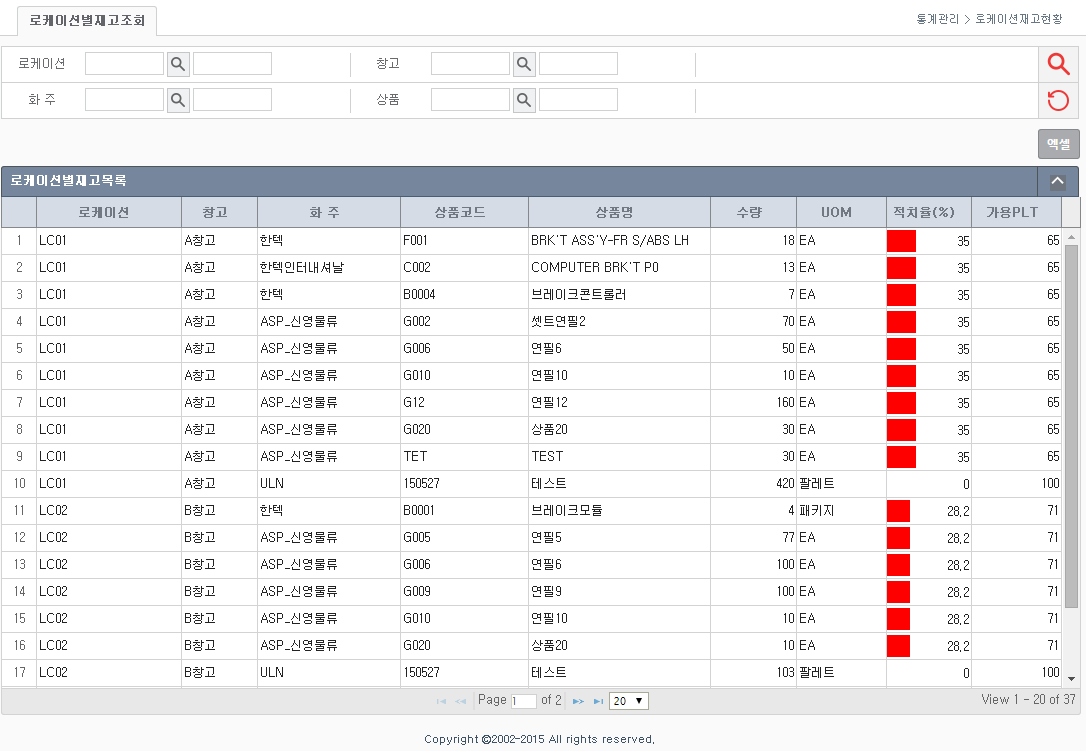 로케이션별재고조회
통계관리 > 로케이션재고현황
로케이션 창고
화 주 상품
엑셀
로케이션별재고목록
로케이션 창고 화 주 상품코드 상품명 수량 UOM 적치율(%) 가용PLT
1 LC01 A창고 한텍 F001 BRK'T ASS'Y-FR S/ABS LH 18 EA 35 65
2 LC01 A창고 한텍인터내셔날 C002 COMPUTER BRK'T P0 13 EA 35 65
3 LC01 A창고 한텍 B0004 브레이크콘트롤러 7 EA 35 65
4 LC01 A창고 ASP_신영물류 G002 셋트연필2 70 EA 35 65
5 LC01 A창고 ASP_신영물류 G006 연필6 50 EA 35 65
6 LC01 A창고 ASP_신영물류 G010 연필10 10 EA 35 65
7 LC01 A창고 ASP_신영물류 G12 연필12 160 EA 35 65
8 LC01 A창고 ASP_신영물류 G020 상품20 30 EA 35 65
9 LC01 A창고 ASP_신영물류 TET TEST 30 EA 35 65
10 LC01 A창고 ULN 150527 테스트 420 팔레트 0 100
11 LC02 B창고 한텍 B0001 브레이크모듈 4 패키지 28.2 71
12 LC02 B창고 ASP_신영물류 G005 연필5 77 EA 28.2 71
13 LC02 B창고 ASP_신영물류 G006 연필6 100 EA 28.2 71
14 LC02 B창고 ASP_신영물류 G009 연필9 100 EA 28.2 71
15 LC02 B창고 ASP_신영물류 G010 연필10 10 EA 28.2 71
16 LC02 B창고 ASP_신영물류 G020 상품20 10 EA 28.2 71
17 LC02 B창고 ULN 150527 테스트 103 팔레트 0 100
Page 1 of 2 20 View 1 - 20 of 37
Copyright ©2002-2015 All rights reserved.